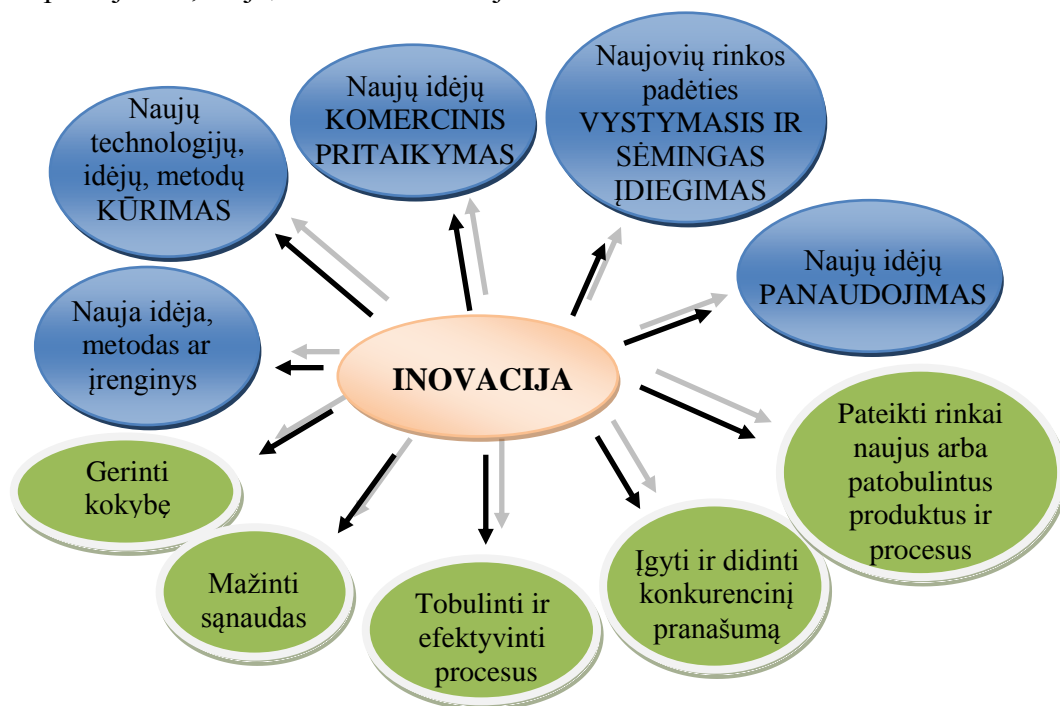 Naujų
technologijų,
idėjų, metodų
KŪRIMAS
Naujų idėjų
KOMERCINIS
PRITAIKYMAS
Naujovių rinkos
padėties
VYSTYMASIS IR
SĖMINGAS
ĮDIEGIMAS
Naujų idėjų
PANAUDOJIMAS
Nauja idėja,
metodas ar
įrenginys
INOVACIJA
Gerinti
kokybę
Mažinti
sąnaudas
Tobulinti ir
efektyvinti
procesus
Įgyti ir didinti
konkurencinį
pranašumą
Pateikti rinkai
naujus arba
patobulintus
produktus ir
procesus